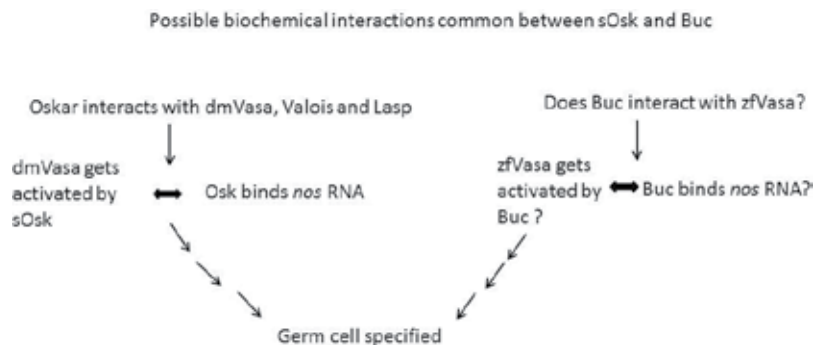 Possible biochemical interactions common between sOsk and Buc
Oskar interacts with dmVasa, Valois and Lasp
Does Buc interact with zfVasa?
dmVasa gets
activated by
sOsk
Osk binds nos RNA
zfVasa gets
activated by
Buc ?
Buc binds nos RNA?
Germ cell specified